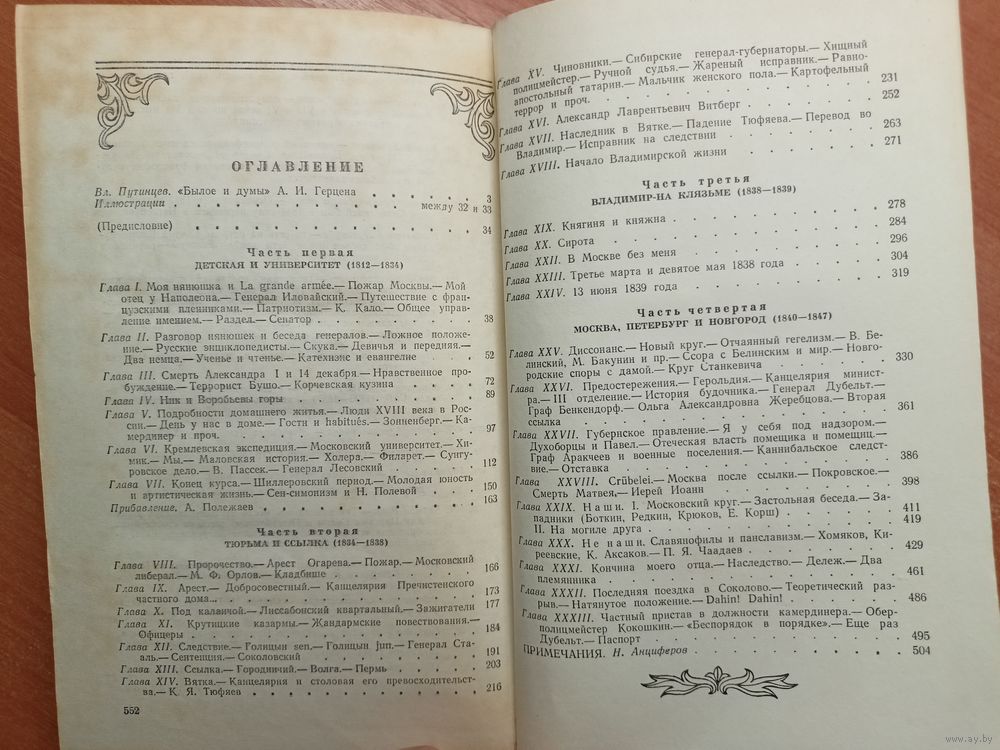 ОГЛАВЛЕНИЕ
Вл. Путинцев. «Былое и думы» А. И. Герцена 3
Иллюстрации между 32 и 33
(Предисловие) 34
Часть первая
ДЕТСКАЯ И УНИВЕРСИТЕТ (1812—1834)
Глава I. Моя нянюшка и La grande armée.— Пожар Москвы.— Мой
отец у Наполеона.— Генерал Иловайский.— Путешествие с фран-
цузскими пленниками.— Патриотизм.— К. Кало.— Общее управ-
ление имением.— Раздел.— Сенатор 38
Глава II. Разговор нянюшек и беседа генералов.— Ложное положе-
ние.— Русские энциклопедисты.— Скука.— Девичья и передняя.—
Два немца.— Ученье и чтенье.— Катехизис и евангелие 52
Глава III. Смерть Александра I и 14 декабря.— Нравственное про-
буждение.— Террорист Бушо.— Корчевская кузина 72
Глава IV. Ник и Воробьевы горы 89
Глава V. Подробности домашнего житья.— Люди XVIII века в Рос-
сии.— День у нас в доме.— Гости и habitués.— Зонненберг.— Ка-
мердинер и проч. 97
Глава VI. Кремлевская экспедиция.— Московский университет.— Хи-
мик.— Мы.— Маловская история.— Холера.— Филарет.— Сунгу-
ровское дело.— В. Пассек.— Генерал Лесовский 112
Глава VII. Конец курса.— Шиллеровский период.— Молодая юность
и артистическая жизнь.— Сен-симонизм и Н. Полевой 150
Прибавление. А. Полежаев 163
Часть вторая
ТЮРЬМА И ССЫЛКА (1834—1838)
Глава VIII. Пророчество.— Арест Огарева.— Пожар.— Московский
либерал.— М. Ф. Орлов.— Кладбище 166
Глава IX. Арест.— Добросовестный.— Канцелярия Пречистенского
частного дома 173
Глава X. Под каланчой.— Лиссабонский квартальный.— Зажигатели 177
Глава XI. Крутицкие казармы.— Жандармские повествования.—
Офицеры 184
Глава XII. Следствие.— Голицын sen.— Голицын jun.— Генерал Ста-
аль.— Сентенция.— Соколовский 191
Глава XIII. Ссылка.— Городничий.— Волга.— Пермь 203
Глава XIV. Вятка.— Канцелярия и столовая его превосходительст-
ва.— К. Я. Тюфяев 216
552
Глава XV. Чиновники.— Сибирские генерал-губернаторы.— Хищный
полицмейстер.— Ручной судья.— Жареный исправник.— Равно-
апостольный татарин.— Мальчик женского пола.— Картофельный
террор и проч. 231
Глава XVI. Александр Лаврентьевич Витберг 252
Глава XVII. Наследник в Вятке.— Падение Тюфяева.— Перевод во
Владимир.— Исправник на следствии 263
Глава XVIII. Начало Владимирской жизни 271
Часть третья
ВЛАДИМИР-НА КЛЯЗЬМЕ (1838—1839)
Глава XIX. Княгиня и княжна 278
Глава XX. Сирота 284
Глава XXII. В Москве без меня 296
Глава XXIII. Третье марта и девятое мая 1838 года 304
Глава XXIV. 13 июня 1839 года 319
Часть четвертая
МОСКВА, ПЕТЕРБУРГ И НОВГОРОД (1840—1847)
Глава XXV. Диссонанс.— Новый круг.— Отчаянный гегелизм.— В. Бе-
линский, М. Бакунин и пр.— Ссора с Белинским и мир.— Новго-
родские споры с дамой.— Круг Станкевича 330
Глава XXVI. Предостережения.— Герольдия.— Канцелярия минист-
ра.— III отделение.— История будочника.— Генерал Дубельт.—
Граф Бенкендорф.— Ольга Александровна Жеребцова.— Вторая
ссылка 361
Глава XXVII. Губернское правление.— Я у себя под надзором.—
Духоборцы и Павел.— Отеческая власть помещика и помещиц.—
Граф Аракчеев и военные поселения.— Каннибальское следст-
вие.— Отставка 386
Глава XXVIII. Grübelei.— Москва после ссылки.— Покровское.—
Смерть Матвея.— Иерей Иоанн 398
Глава XXIX. Наши. I. Московский круг.— Застольная беседа.— За-
падники (Боткин, Редкин, Крюков, Е. Корш) 411
II. На могиле друга 419
Глава XXX. Не наши. Славянофилы и панславизм.— Хомяков, Ки-
реевские, К. Аксаков.— П. Я. Чаадаев 429
Глава XXXI. Кончина моего отца.— Наследство.— Дележ.— Два
племянника 461
Глава XXXII. Последняя поездка в Соколово.— Теоретический раз-
рыв.— Натянутое положение.— Dahin! Dahin! 486
Глава XXXIII. Частный пристав в должности камердинера.— Обер-
полицмейстер Кокошкин.— «Беспорядок в порядке».— Еще раз
Дубельт.— Паспорт 495
ПРИМЕЧАНИЯ. Н. Анциферов 504
www.ay.by